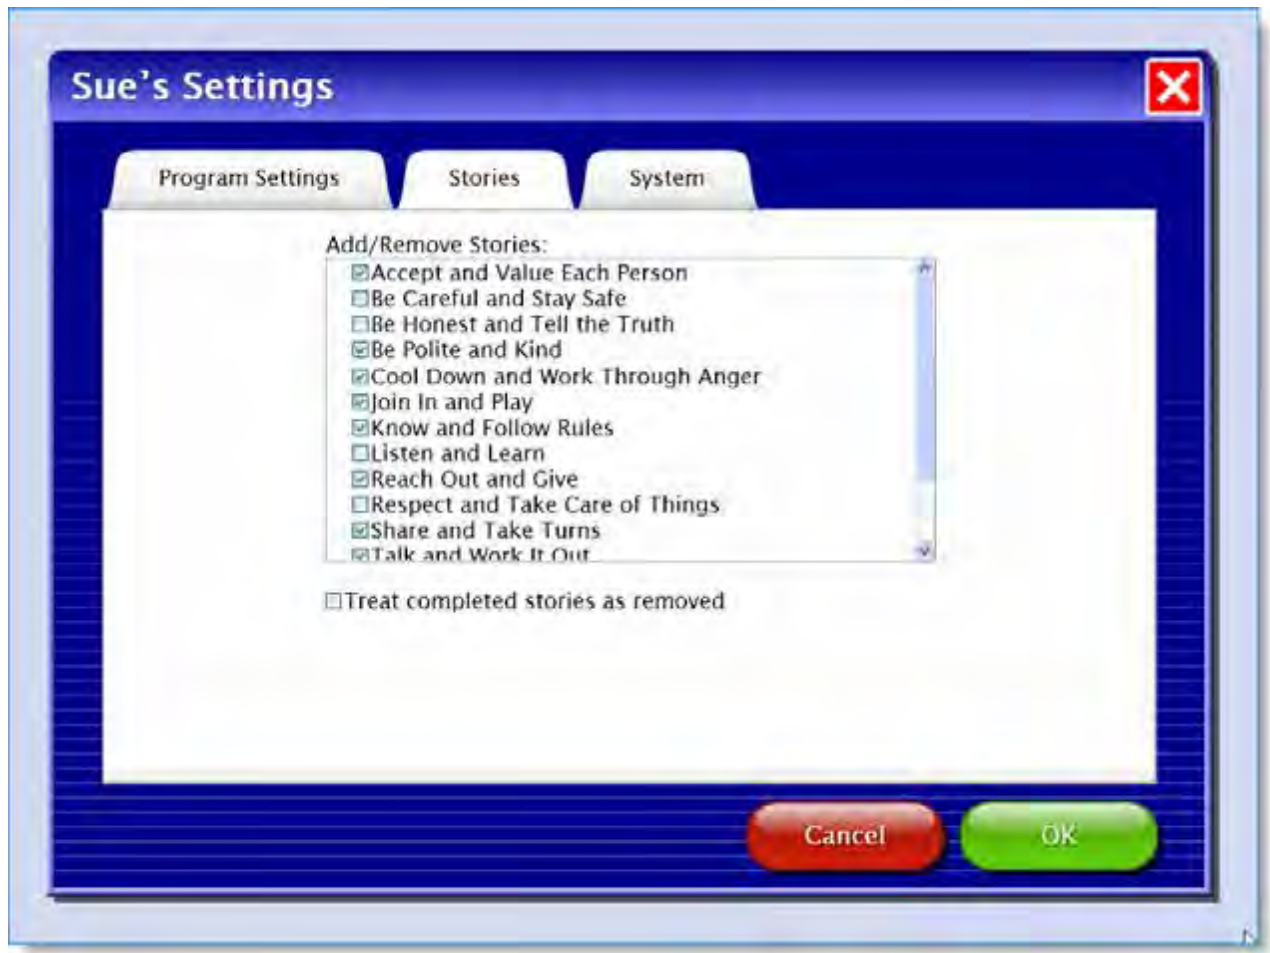 Sue's Settings
Program Settings
Stories
System
Add/Remove Stories:
Accept and Value Each Person
Be Careful and Stay Safe
Be Honest and Tell the Truth
Be Polite and Kind
Cool Down and Work Through Anger
Join In and Play
Know and Follow Rules
Listen and Learn
Reach Out and Give
Respect and Take Care of Things
Share and Take Turns
Talk and Work It Out
Treat completed stories as removed
Cancel
OK